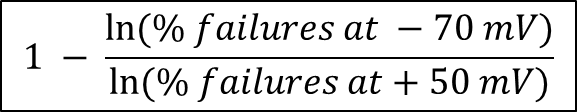 1 − ln(% failures at − 70 mV)
ln(% failures at + 50 mV)